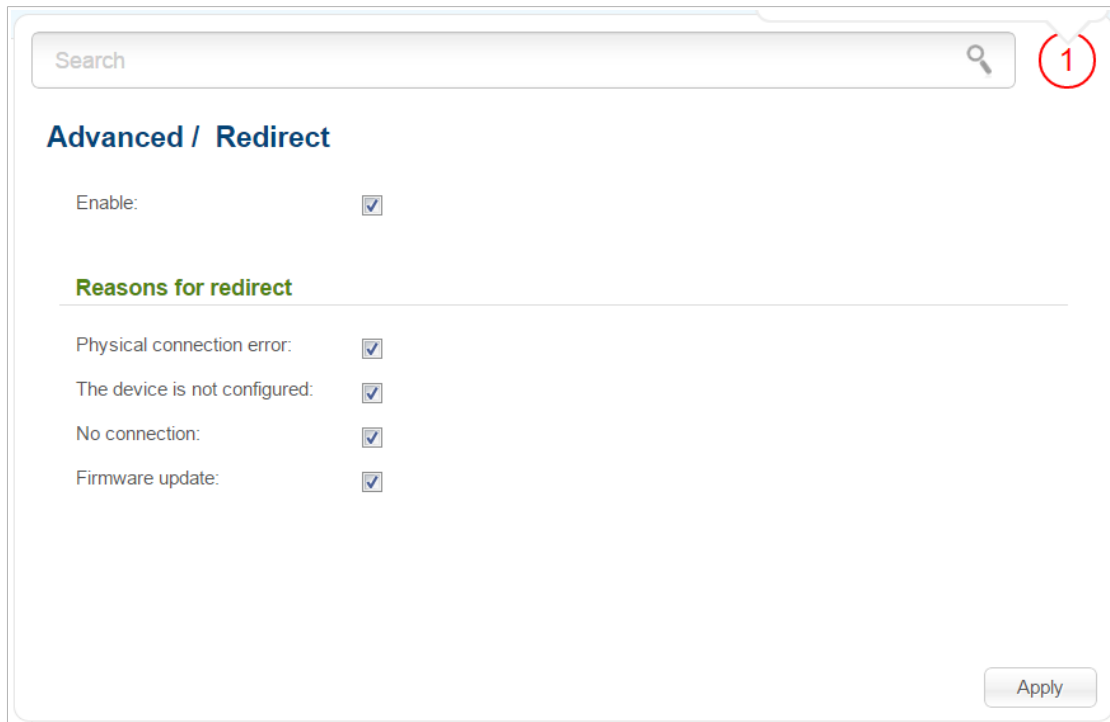 Search
1
Advanced / Redirect
Enable:
Reasons for redirect
Physical connection error:
The device is not configured:
No connection:
Firmware update:
Apply